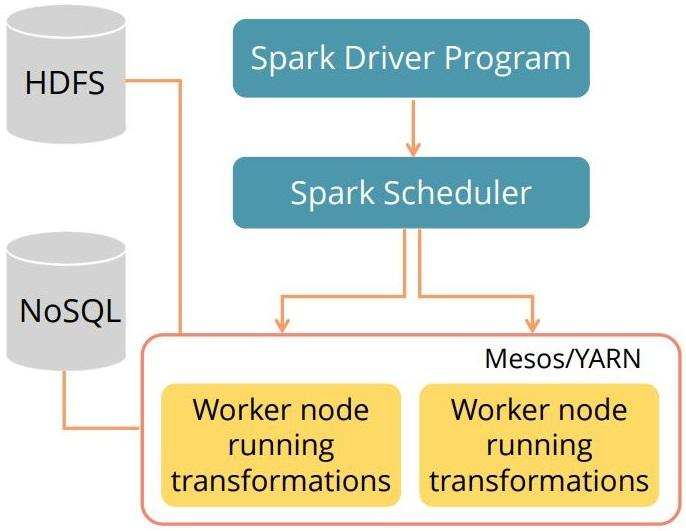 HDFS
Spark Driver Program
Spark Scheduler
NoSQL
Mesos/YARN
Worker node
running
transformations
Worker node
running
transformations